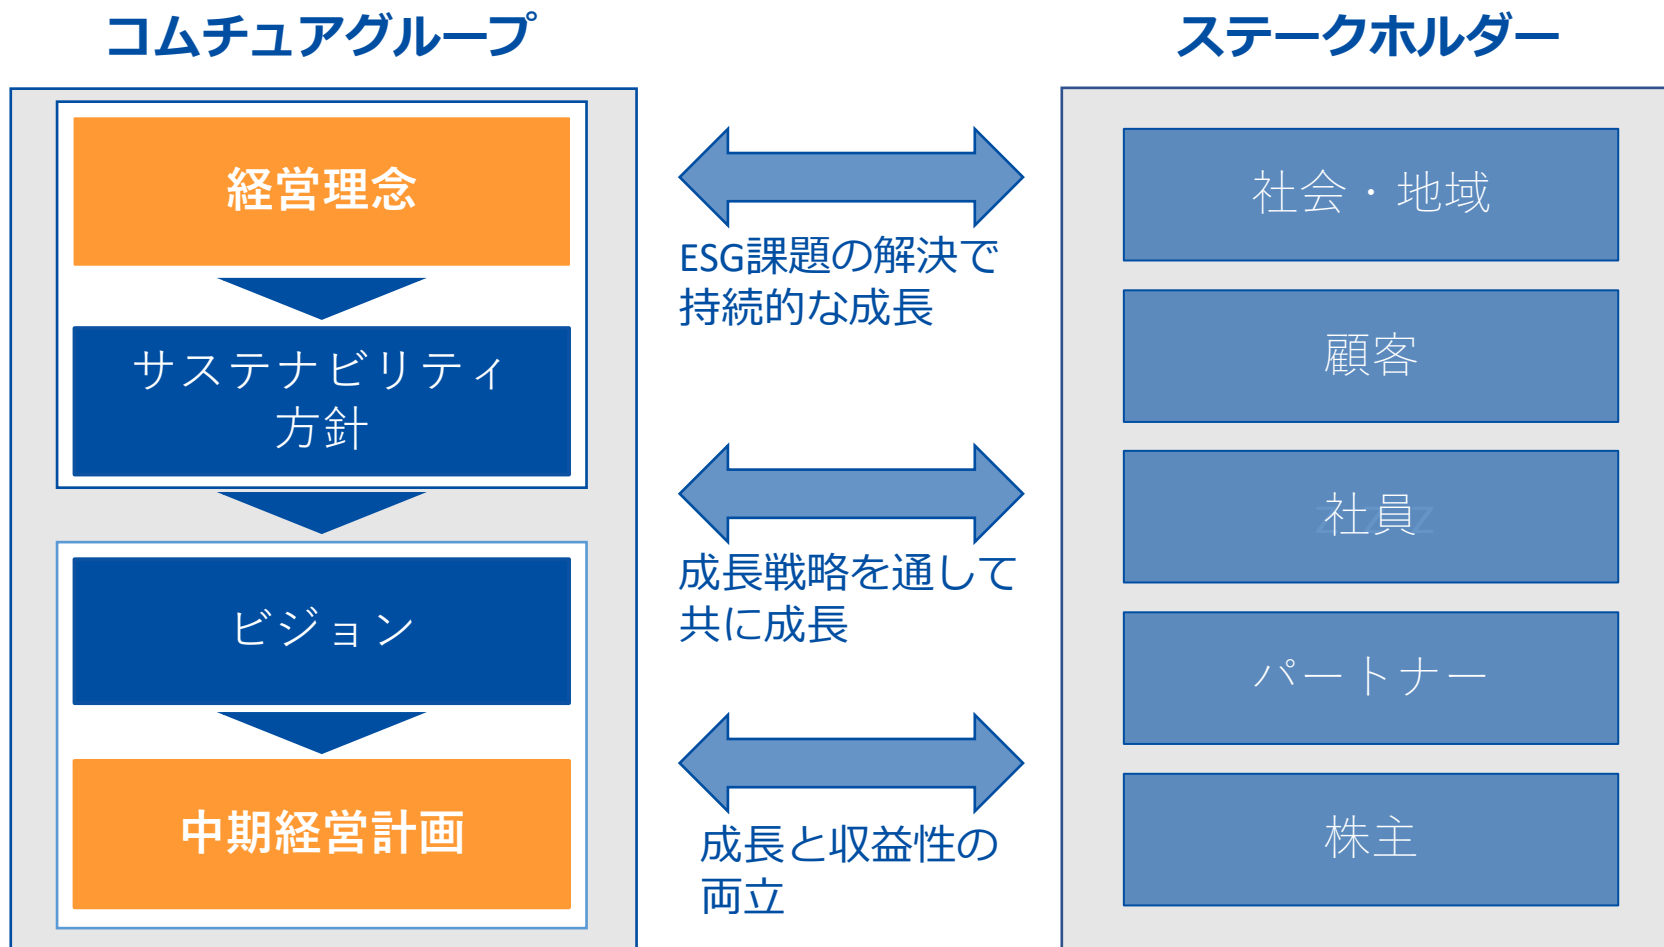 コムチュアグループ
経営理念
サステナビリティ
方針
ビジョン
中期経営計画
ESG課題の解決で
持続的な成長
成長戦略を通して
共に成長
成長と収益性の
両立
ステークホルダー
社会・地域
顧客
社員
パートナー
株主